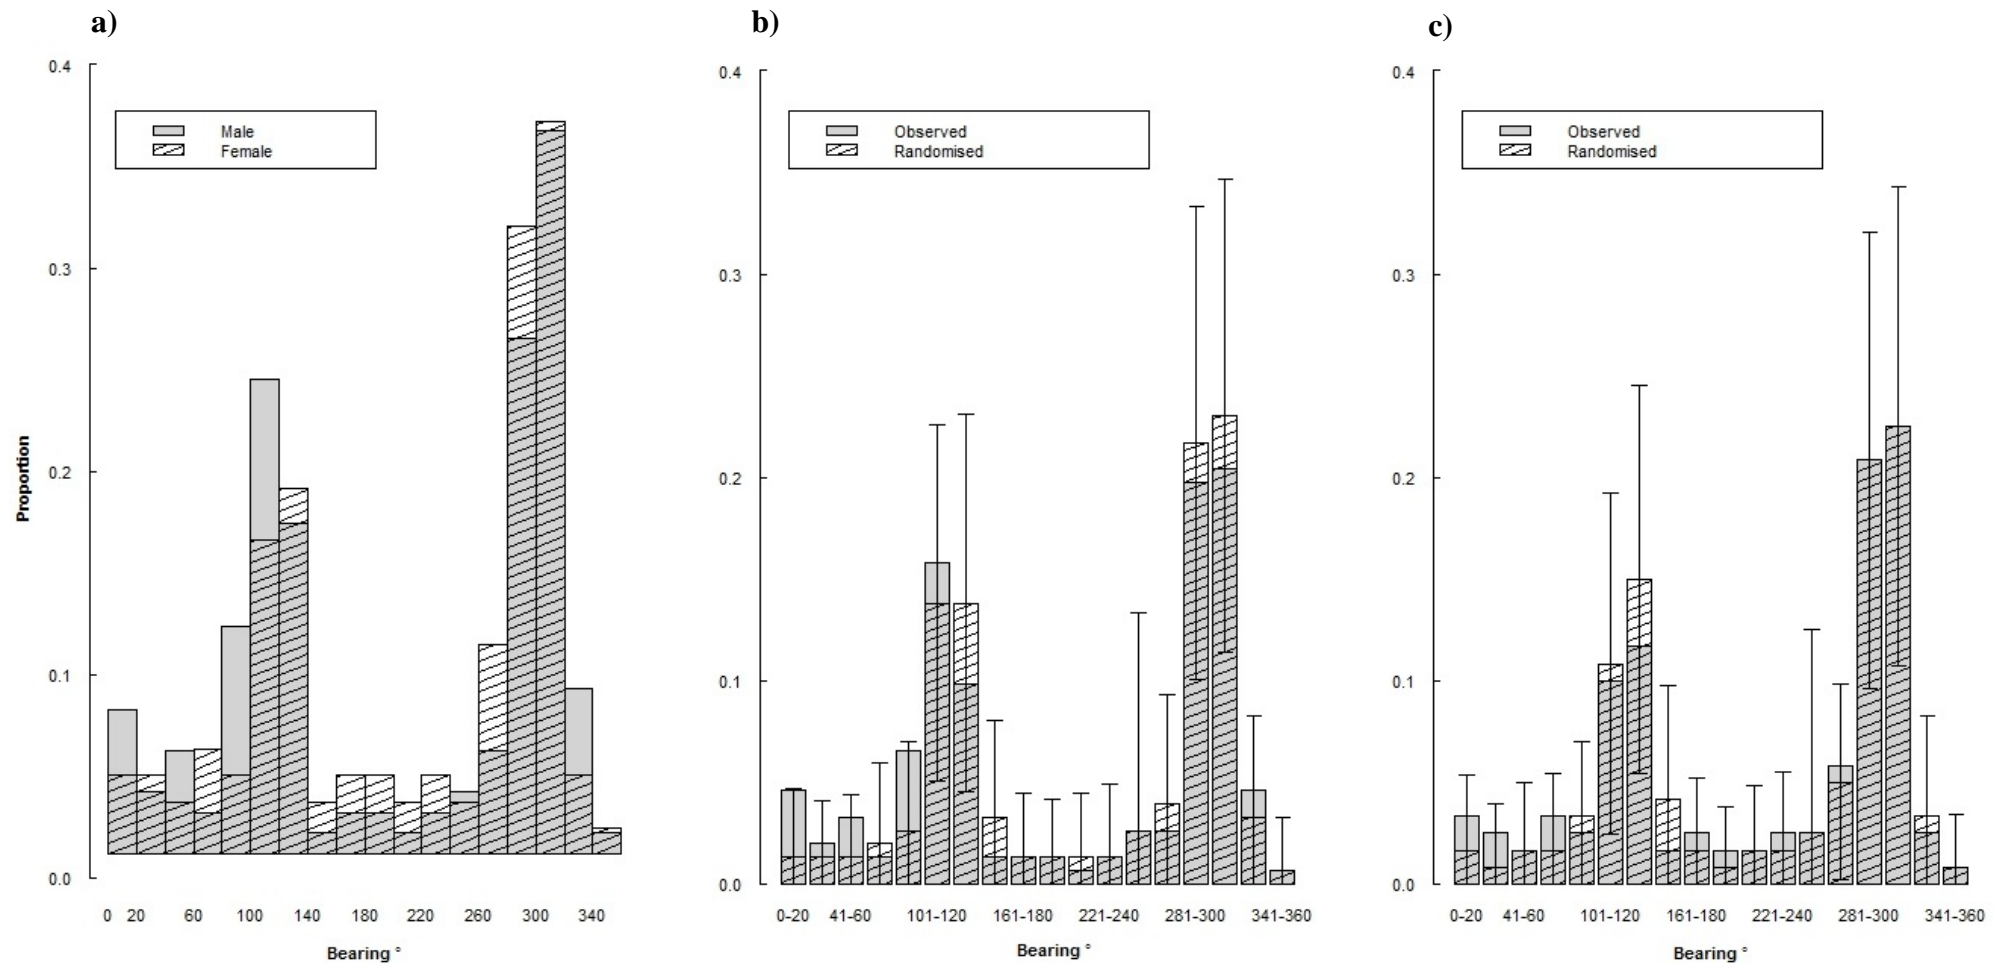 a)
0.4
0.3
0.2
0.1
0.0
Proportion
Male
Female
0 20 60 100 140 180 220 260 300 340
Bearing °
b)
0.4
0.3
0.2
0.1
0.0
Observed
Randomised
0-20 41-60 101-120 161-180 221-240 281-300 341-360
Bearing °
c)
0.4
0.3
0.2
0.1
0.0
Observed
Randomised
0-20 41-60 101-120 161-180 221-240 281-300 341-360
Bearing °